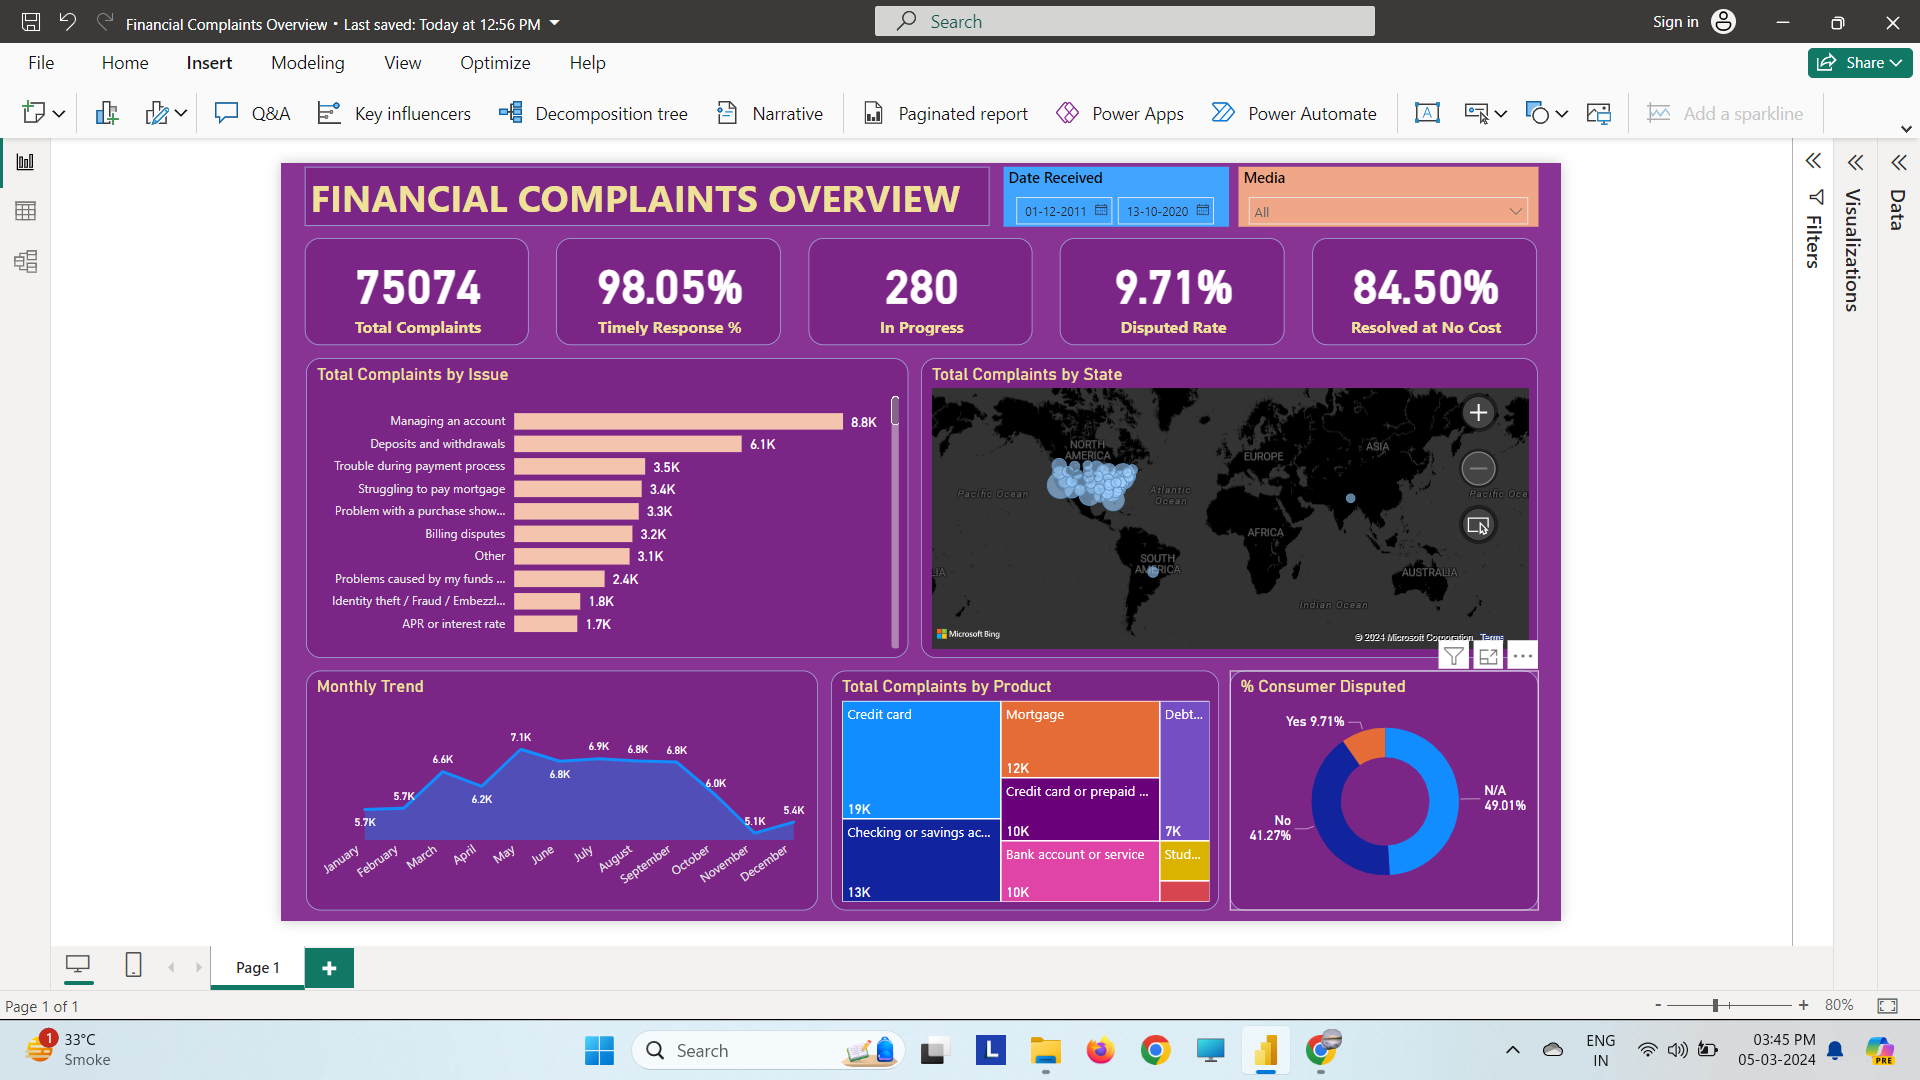 Financial Complaints Overview • Last saved: Today at 12:56 PM
Search
Sign in
File
Home
Insert
Modeling
View
Optimize
Help
Share
Q&A
Key influencers
Decomposition tree
Narrative
Paginated report
Power Apps
Power Automate
Add a sparkline
FINANCIAL COMPLAINTS OVERVIEW
Date Received
01-12-2011
13-10-2020
Media
All
Filters
Visualizations
Data
75074
Total Complaints
98.05%
Timely Response %
280
In Progress
9.71%
Disputed Rate
84.50%
Resolved at No Cost
Total Complaints by Issue
Managing an account 8.8K
Deposits and withdrawals 6.1K
Trouble during payment process 3.5K
Struggling to pay mortgage 3.4K
Problem with a purchase show... 3.3K
Billing disputes 3.2K
Other 3.1K
Problems caused by my funds ... 2.4K
Identity theft / Fraud / Embezzl... 1.8K
APR or interest rate 1.7K
Total Complaints by State
NORTH
AMERICA
EUROPE
ASIA
Pacific Ocean
Atlantic
Ocean
Pacific Oce
AFRICA
SOUTH
AMERICA
LIA
AUSTRALIA
Indian Ocean
Microsoft Bing
© 2024 Microsoft Corporation Terms
Monthly Trend
5.7K
5.7K
6.6K
6.2K
7.1K
6.8K
6.9K
6.8K
6.8K
6.0K
5.1K
5.4K
January
February
March
April
May
June
July
August
September
October
November
December
Total Complaints by Product
Credit card
19K
Checking or savings ac...
13K
Mortgage
12K
Credit card or prepaid ...
10K
Bank account or service
10K
Debt...
7K
Stud...
% Consumer Disputed
Yes 9.71%
N/A
49.01%
No
41.27%
Page 1
Page 1 of 1
80%
1
33°C
Smoke
Search
L
PRE
ENG
IN
03:45 PM
05-03-2024